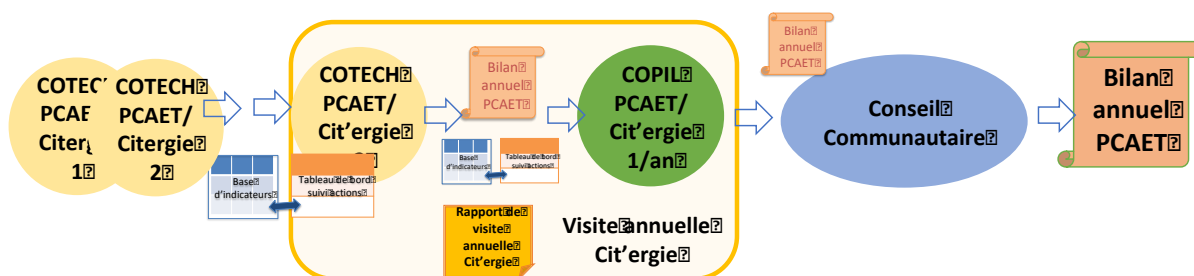 COTECH
PCAET/
Citergie
1
COTECH
PCAET/
Citergie
2
Base
d'indicateurs
Tableau de bord
suivi actions
COTECH
PCAET/
Cit'ergie
Bilan
annuel
PCAET
Base
d'indicateurs
Tableau de bord
suivi actions
Rapport de
visite
annuelle
Cit'ergie
COPIL
PCAET/
Cit'ergie
1/an
Visite annuelle
Cit'ergie
Bilan
annuel
PCAET
Conseil
Communautaire
Bilan
annuel
PCAET